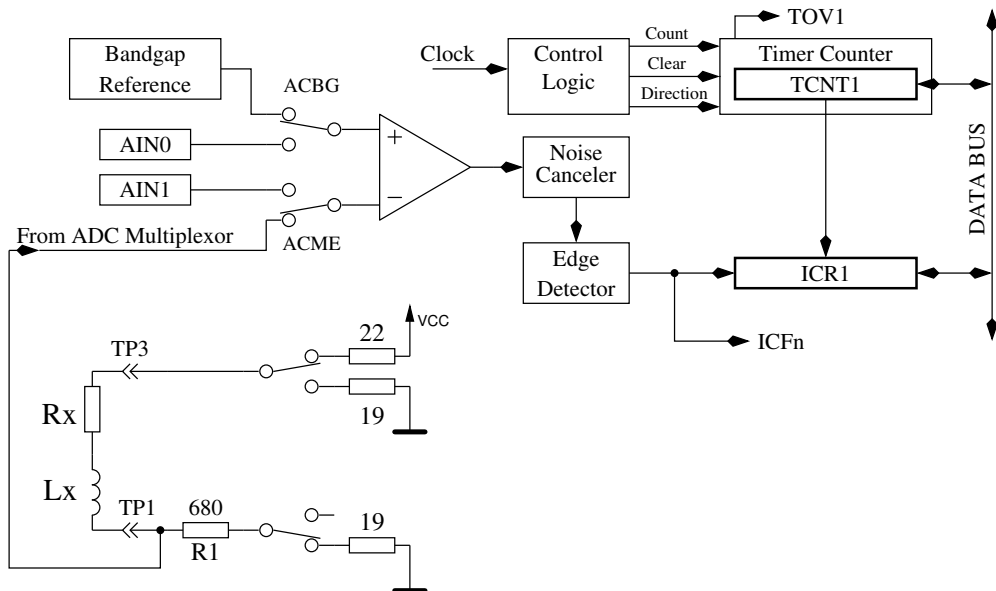 TOV1
Bandgap
Reference
ACBG
Clock
Control
Logic
Count
Clear
Direction
Timer Counter
TCNT1
AIN0
AIN1
+
−
Noise
Canceler
DATA BUS
From ADC Multiplexor
ACME
Edge
Detector
ICR1
ICFn
VCC
22
TP3
19
Rx
Lx
TP1
680
R1
19